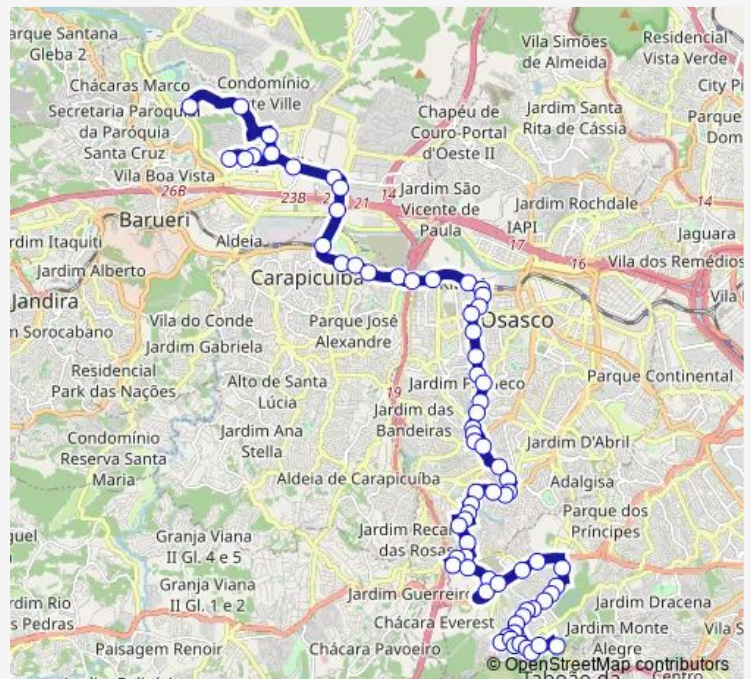 arque Santana
Gleba 2
Vila Simões
de Almeida
Residencial
Vista Verde
Chácaras Marco
Condomínio
te Ville
City Pi
Secretaria Paroquia
da Paróquia
Santa Cruz
Chapéu de
Couro-Portal
d'Oeste II
Jardim Santa
Rita de Cássia
Parque
Dom
Vila Boa Vista
26B
23B
2
21
14
Jardim São
Vicente de
Paula
Jardim Rochdale
14
Barueri
IAPI
Jaguara
rdim Itaquiti
Aldeia
17
16
Vila dos Remédios
Jardim Alberto
Carapicuíba
Vila
Jandira
Vila do Conde
Parque José
Alexandre
Osasco
n Sorocabano
Jardim Gabriela
Residencial
Park das Nações
Alto de Santa
Lúcia
19
Jardim P
checo
Parque Continental
Jardim das
Bandeiras
Condomínio
Reserva Santa
Maria
Jardim Ana
Stella
Jardim D'Abril
Aldeia de Carapicuíba
Adalgisa
Parque dos
Príncipes
guel
Granja Viana
II Gl. 4 e 5
Jardim Reca
das Rosas
Granja Viana
II Gl. 1 e 2
rdim Rio
s Pedras
Jardim Guerreiro
Jardim Dracena
Chácara Everest
Jardim Monte
Alegre
Vila S
Paisagem Renoir
Chácara Pavoeiro
© OpenStreetMap contributors